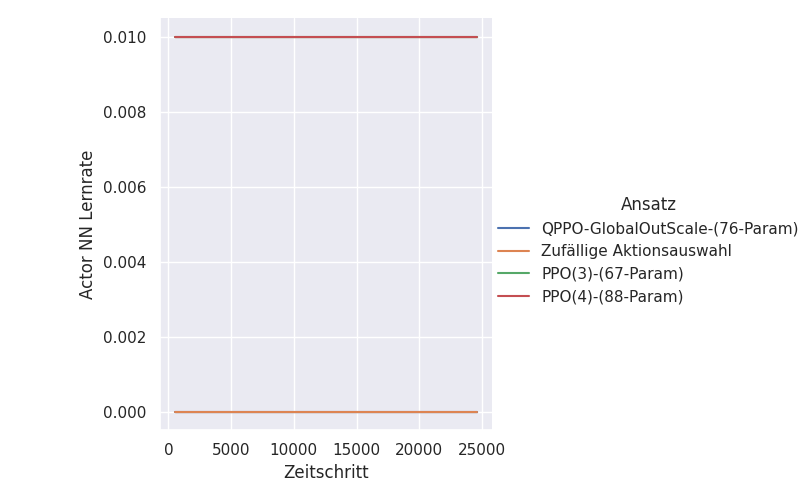 0.010
0.008
0.006
0.004
0.002
0.000
Actor NN Lernrate
0 5000 10000 15000 20000 25000
Zeitschritt
Ansatz
QPPO-GlobalOutScale-(76-Param)
Zufällige Aktionsauswahl
PPO(3)-(67-Param)
PPO(4)-(88-Param)